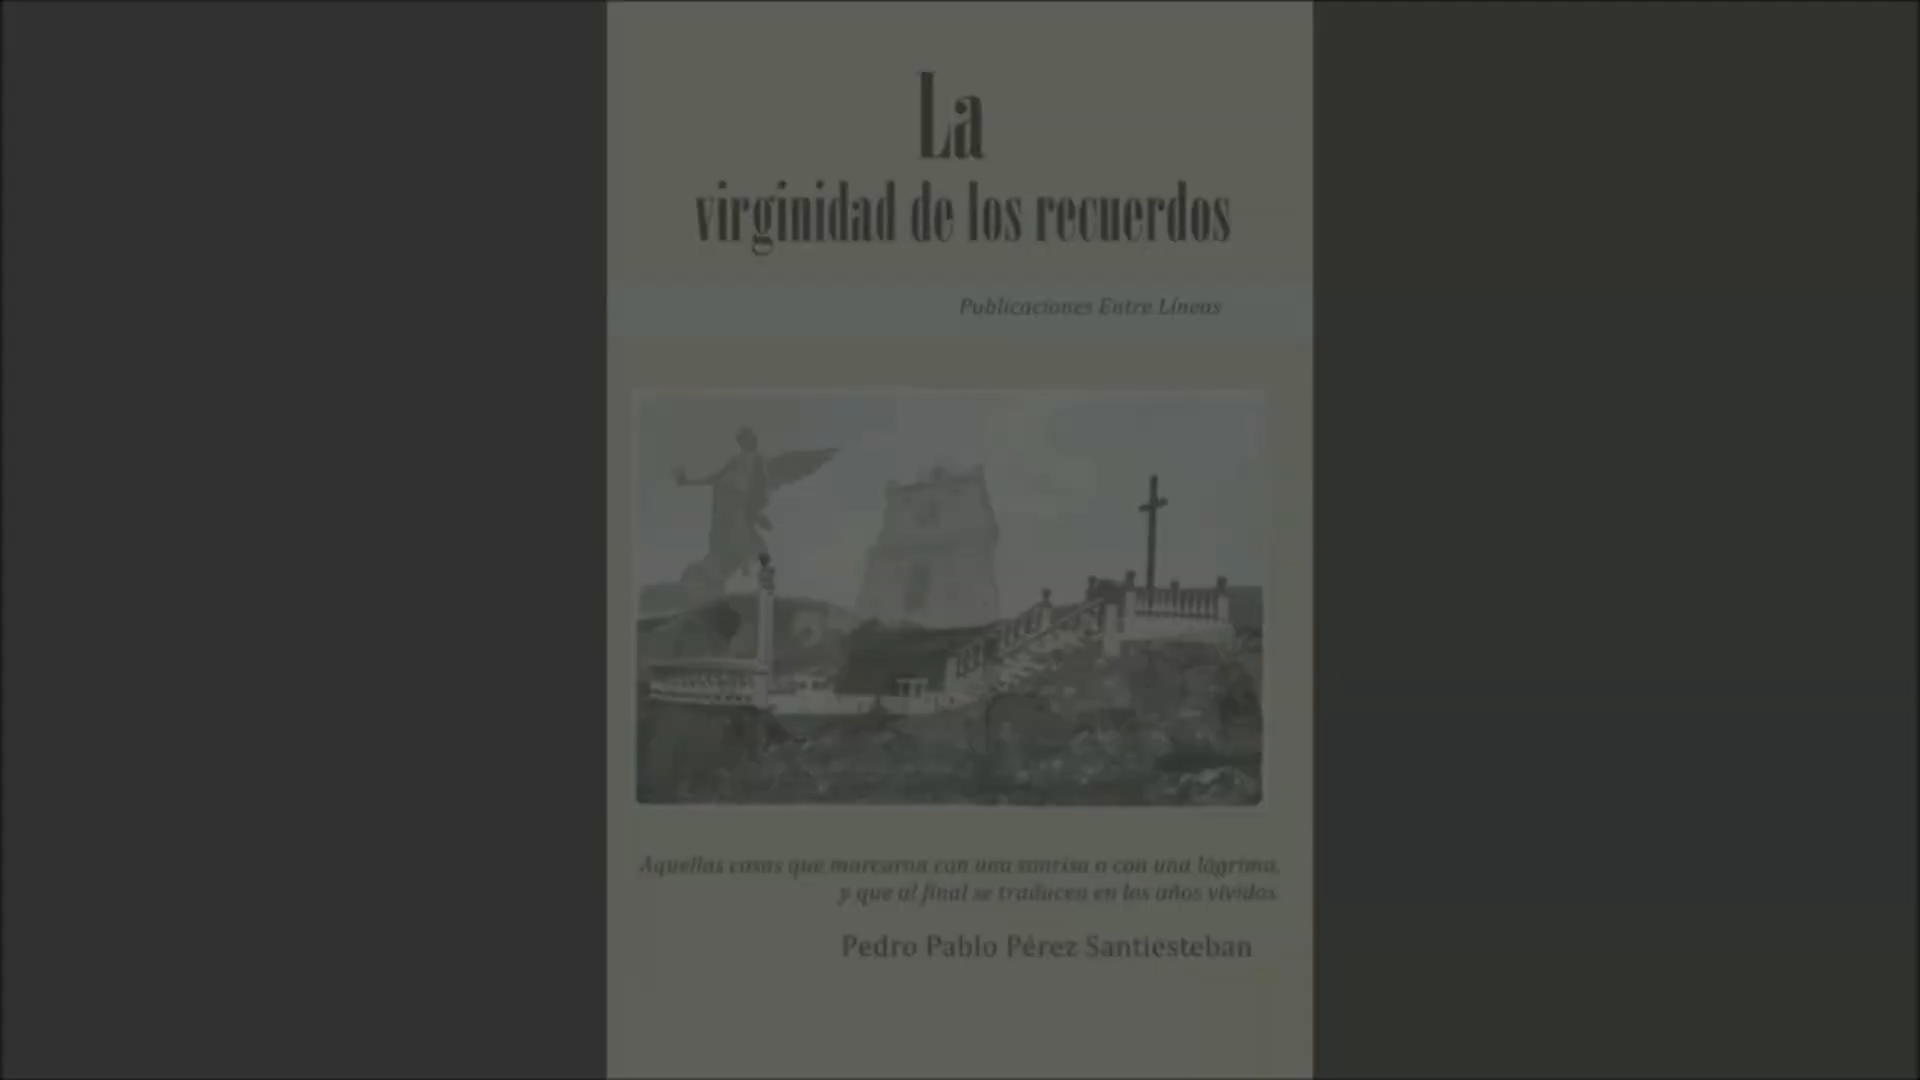 La
virginidad de los recuerdos
Publicaciones Entre Líneas
Aquellas cosas que marcaron con una sonrisa o con una lágrima,
y que al final se traducen en los años vividos.
Pedro Pablo Pérez Santiesteban